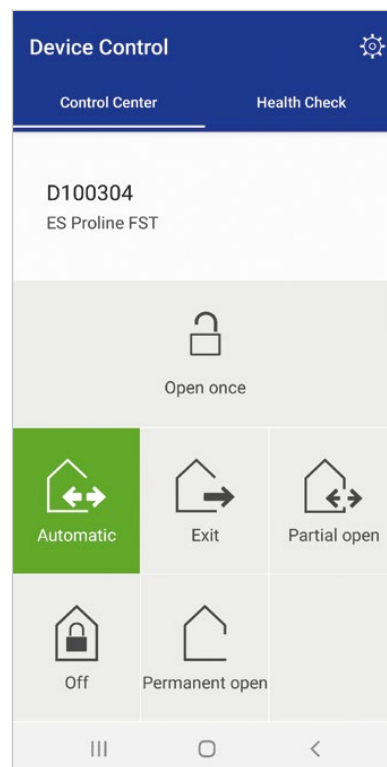 Device Control
Control Center
Health Check
D100304
ES Proline FST
Open once
Automatic
Exit
Partial open
Off
Permanent open